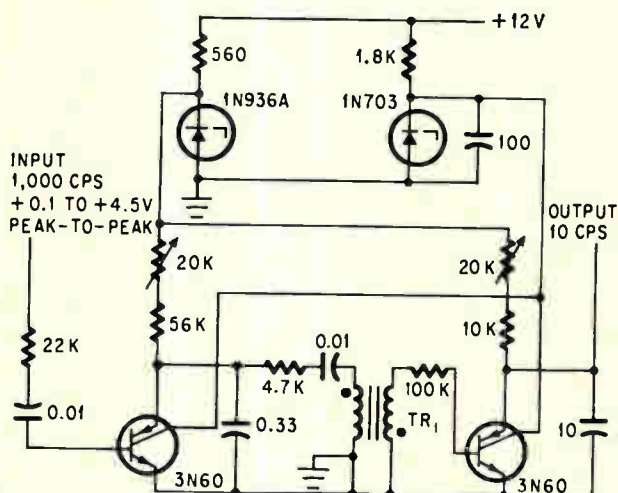 +12V
560
1.8K
1N936A
1N703
100
INPUT
1,000 CPS
+0.1 TO +4.5V
PEAK-TO-PEAK
OUTPUT
10 CPS
20K
20K
56K
10K
22K
0.01
4.7K
100K
0.01
0.33
TR1
10
3N60
3N60